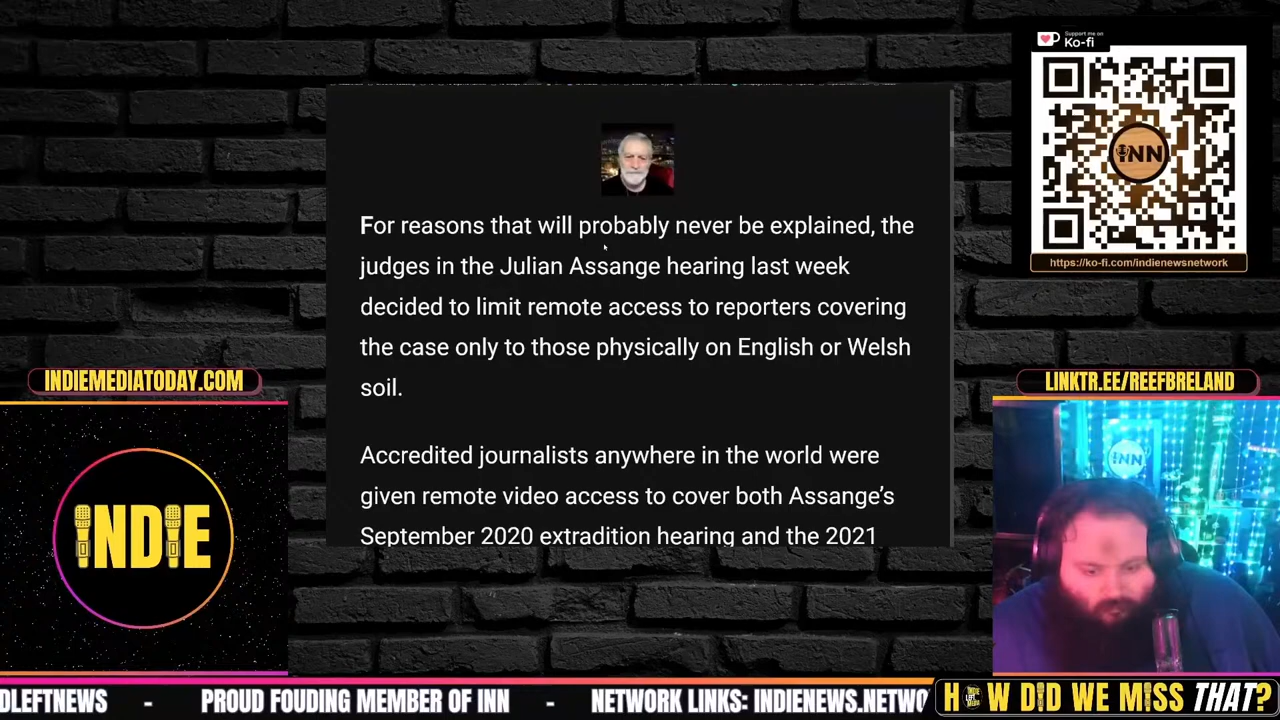 Support me on
Ko-fi
INN
https://ko-fi.com/indienewsnetwork
For reasons that will probably never be explained, the
judges in the Julian Assange hearing last week
decided to limit remote access to reporters covering
the case only to those physically on English or Welsh
soil.
Accredited journalists anywhere in the world were
given remote video access to cover both Assange’s
September 2020 extradition hearing and the 2021
INDIEMEDIATODAY.COM
INDIE
LINKTR.EE/REEFBRELAND
INN
DLEFTNEWS - PROUD FOUDING MEMBER OF INN - NETWORK LINKS: INDIENEWS.NETWO
HOW DID WE MISS THAT?